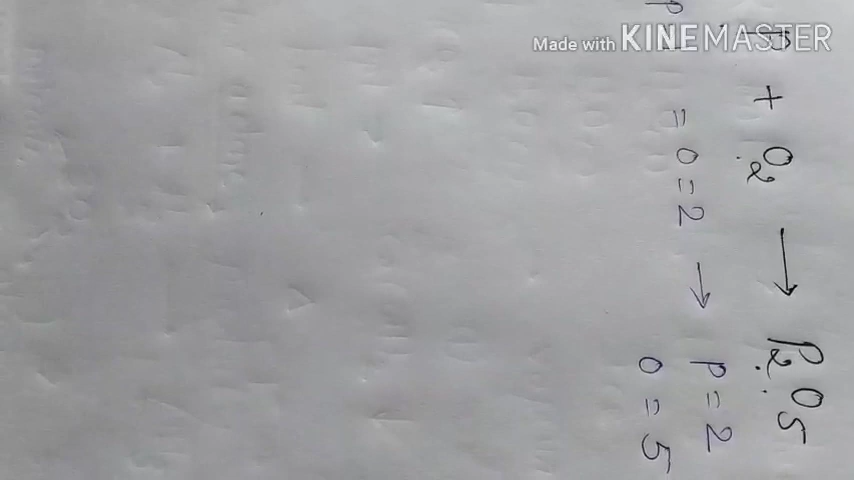 Made with KINEMASTER
P + O2 → P2O5
= O = 2 → P = 2
O = 5